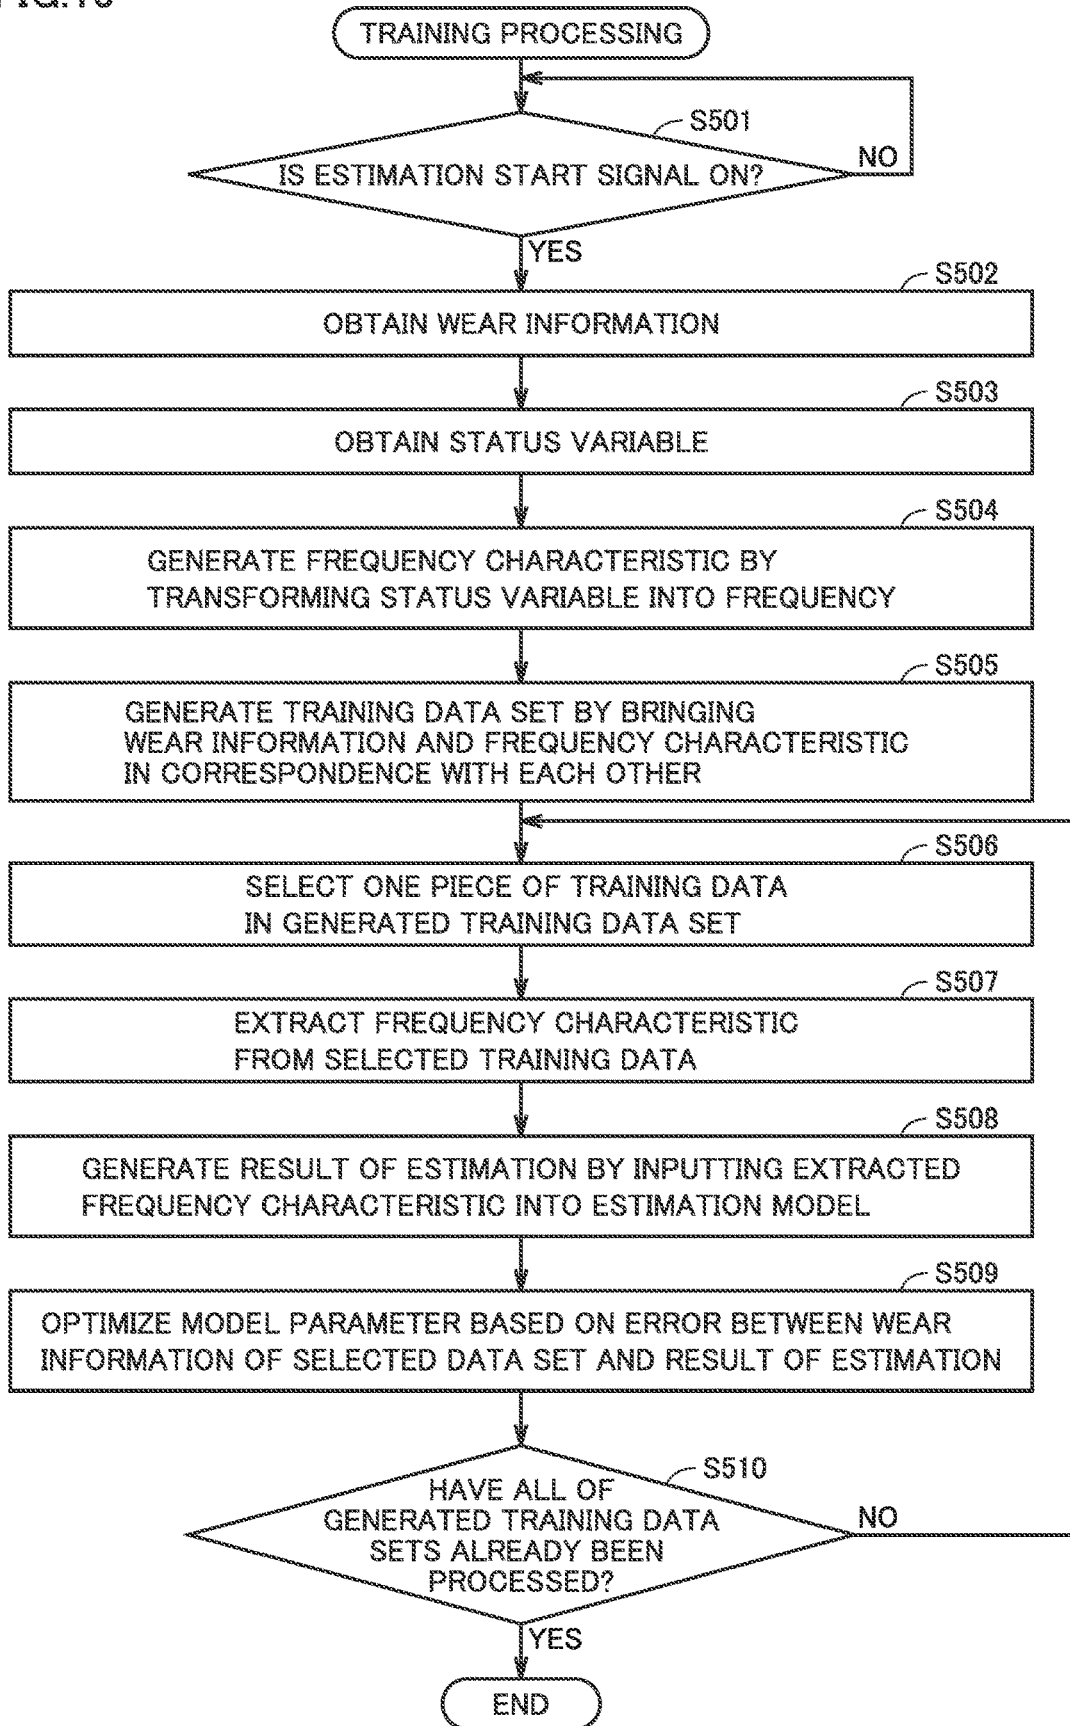 TRAINING PROCESSING
S501
IS ESTIMATION START SIGNAL ON?
NO
YES
S502
OBTAIN WEAR INFORMATION
S503
OBTAIN STATUS VARIABLE
S504
GENERATE FREQUENCY CHARACTERISTIC BY
TRANSFORMING STATUS VARIABLE INTO FREQUENCY
S505
GENERATE TRAINING DATA SET BY BRINGING
WEAR INFORMATION AND FREQUENCY CHARACTERISTIC
IN CORRESPONDENCE WITH EACH OTHER
S506
SELECT ONE PIECE OF TRAINING DATA
IN GENERATED TRAINING DATA SET
S507
EXTRACT FREQUENCY CHARACTERISTIC
FROM SELECTED TRAINING DATA
S508
GENERATE RESULT OF ESTIMATION BY INPUTTING EXTRACTED
FREQUENCY CHARACTERISTIC INTO ESTIMATION MODEL
S509
OPTIMIZE MODEL PARAMETER BASED ON ERROR BETWEEN WEAR
INFORMATION OF SELECTED DATA SET AND RESULT OF ESTIMATION
S510
HAVE ALL OF
GENERATED TRAINING DATA
SETS ALREADY BEEN
PROCESSED?
NO
YES
END